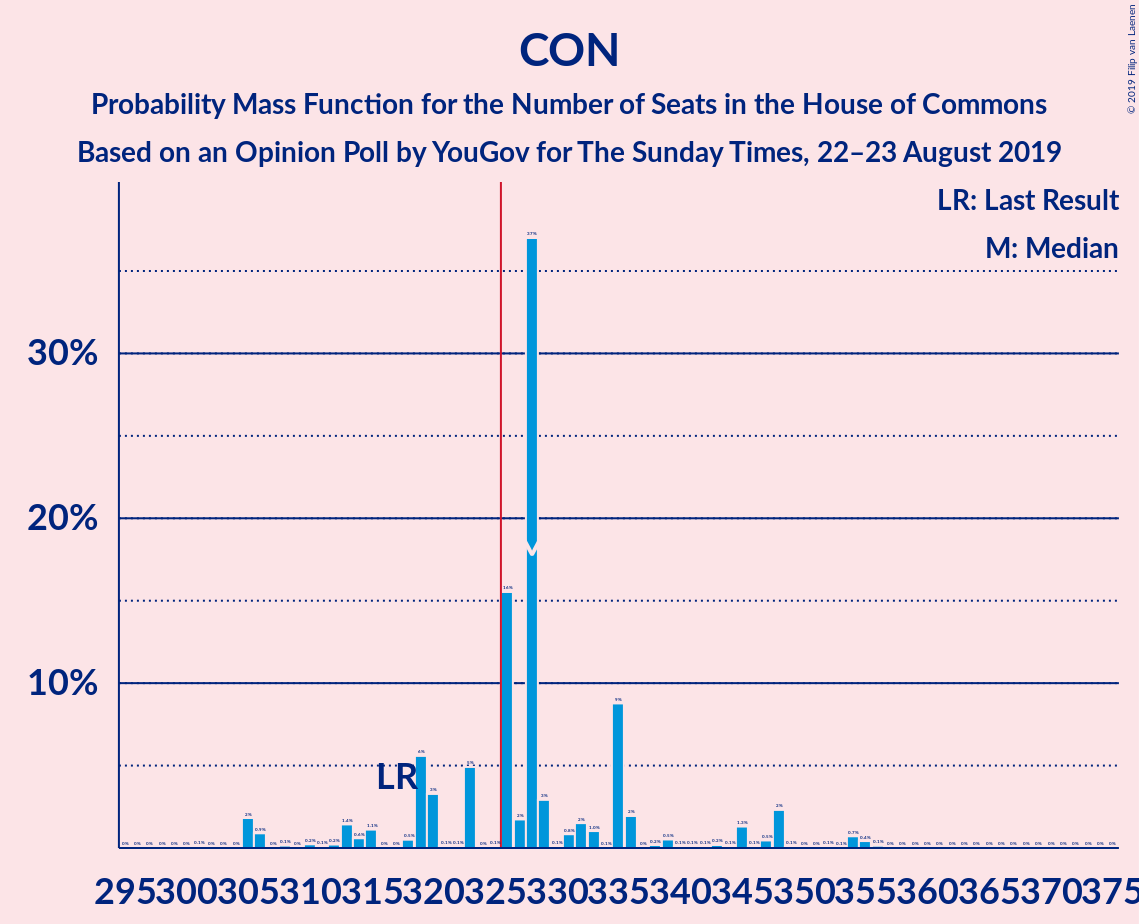 CON
Probability Mass Function for the Number of Seats in the House of Commons
Based on an Opinion Poll by YouGov for The Sunday Times, 22–23 August 2019
© 2019 Filip van Laenen
LR: Last Result
M: Median
30%
20%
10%
LR
295 300 305 310 315 320 325 330 335 340 345 350 355 360 365 370 375